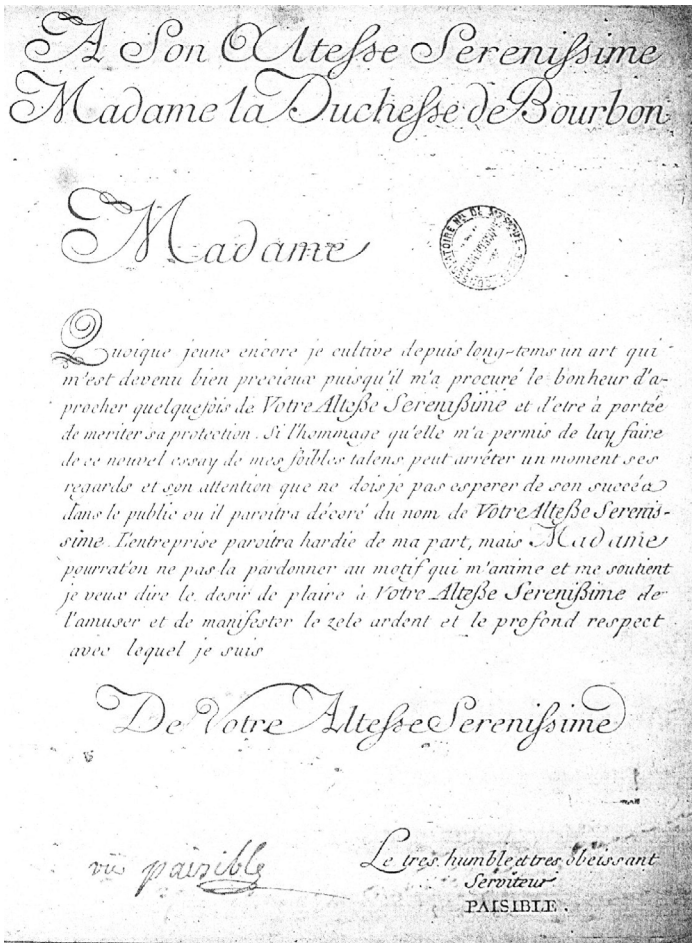 A Son Altesse Serenissime
Madame la Duchesse de Bourbon
Madame
Quoique jeune encore je cultive depuis long-tems un art qui
m'est devenu bien precieux puisqu'il m'a procuré le bonheur d'a-
procher quelquefois de Votre Alteße Serenißime et d'etre à portée
de meriter sa protection. Si l'hommage qu'elle m'a permis de luy faire
de ce nouvel essay de mes foibles talens peut arrêter un moment ses
regards et son attention que ne dois je pas esperer de son succéa
dans le public ou il paroitra décoré du nom de Votre Alteße Serenis-
sime. L'entreprise paroitra hardie de ma part, mais Madame
pourrat'on ne pas la pardonner au motif qui m'anime et me soutient
je veux dire le desir de plaire à Votre Alteße Serenißime de
l'amuser et de manifester le zele ardent et le profond respect
avec lequel je suis
De Votre Altesse Serenissime
paisible
Le tres humble et tres obeissant
Serviteur
PAISIBLE.